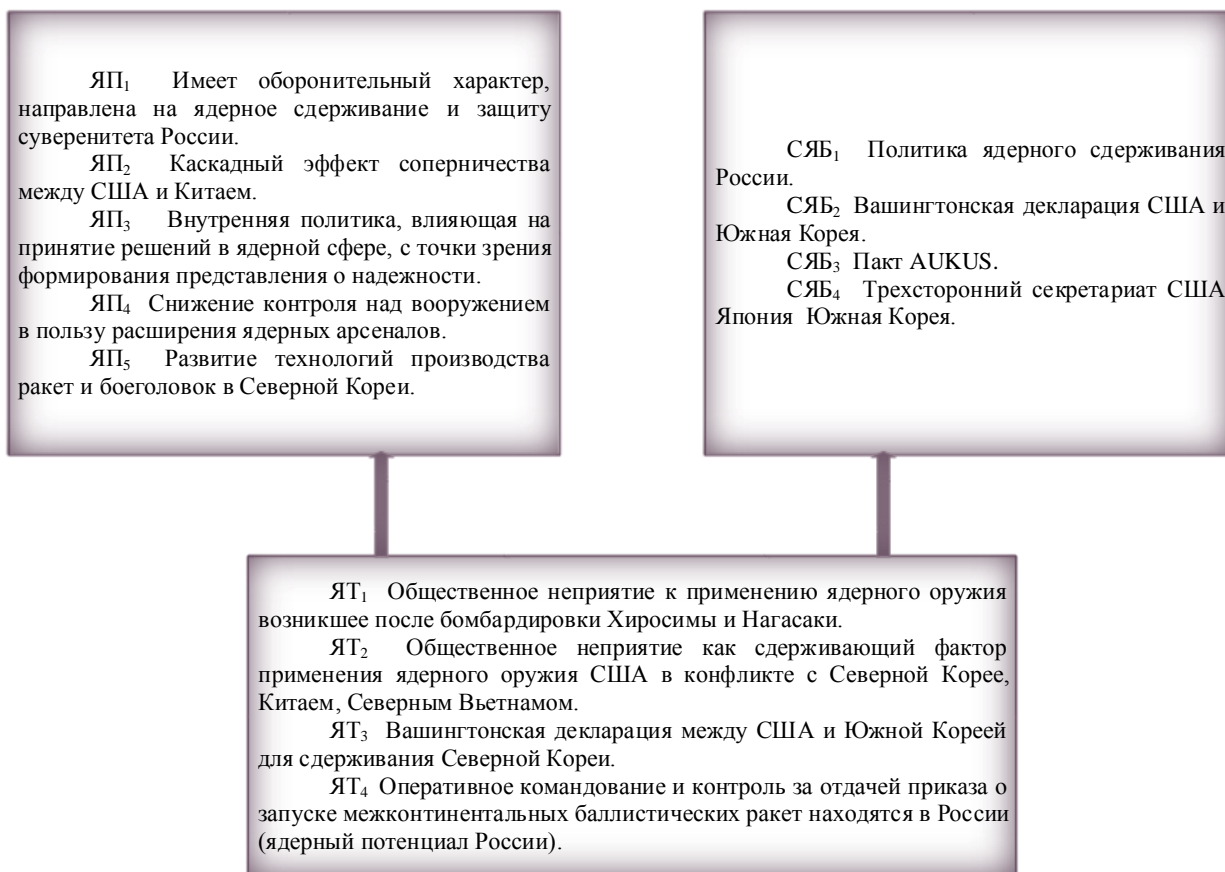 ЯП₁ Имеет оборонительный характер,
направлена на ядерное сдерживание и защиту
суверенитета России.
ЯП₂ Каскадный эффект соперничества
между США и Китаем.
ЯП₃ Внутренняя политика, влияющая на
принятие решений в ядерной сфере, с точки зрения
формирования представления о надежности.
ЯП₄ Снижение контроля над вооружением
в пользу расширения ядерных арсеналов.
ЯП₅ Развитие технологий производства
ракет и боеголовок в Северной Кореи.
СЯБ₁ Политика ядерного сдерживания
России.
СЯБ₂ Вашингтонская декларация США и
Южная Корея.
СЯБ₃ Пакт AUKUS.
СЯБ₄ Трехсторонний секретариат США
Япония Южная Корея.
ЯТ₁ Общественное неприятие к применению ядерного оружия
возникшее после бомбардировки Хиросимы и Нагасаки.
ЯТ₂ Общественное неприятие как сдерживающий фактор
применения ядерного оружия США в конфликте с Северной Корее,
Китаем, Северным Вьетнамом.
ЯТ₃ Вашингтонская декларация между США и Южной Кореей
для сдерживания Северной Кореи.
ЯТ₄ Оперативное командование и контроль за отдачей приказа о
запуске межконтинентальных баллистических ракет находятся в России
(ядерный потенциал России).